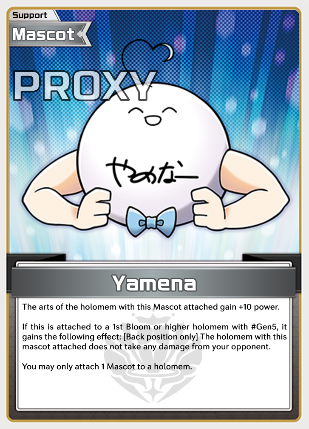 Support
Mascot
PROXY
やめなー
Yamena
The arts of the holomem with this Mascot attached gain +10 power.
If this is attached to a 1st Bloom or higher holomem with #Gen5, it
gains the following effect: [Back position only] The holomem with this
mascot attached does not take any damage from your opponent.
You may only attach 1 Mascot to a holomem.